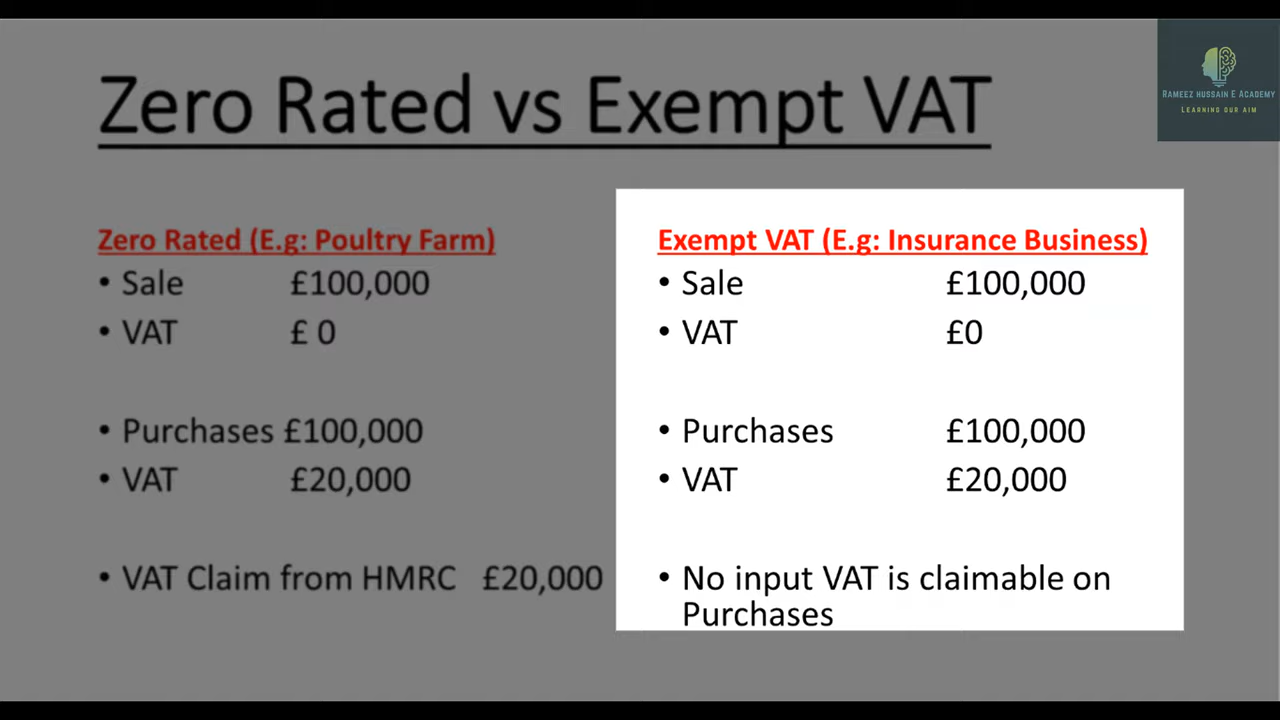 Zero Rated vs Exempt VAT
RAMEEZ HUSSAIN E ACADEMY
LEARNING OUR AIM
Zero Rated (E.g: Poultry Farm)
• Sale £100,000
• VAT £ 0
• Purchases £100,000
• VAT £20,000
• VAT Claim from HMRC £20,000
Exempt VAT (E.g: Insurance Business)
• Sale £100,000
• VAT £0
• Purchases £100,000
• VAT £20,000
• No input VAT is claimable on
Purchases